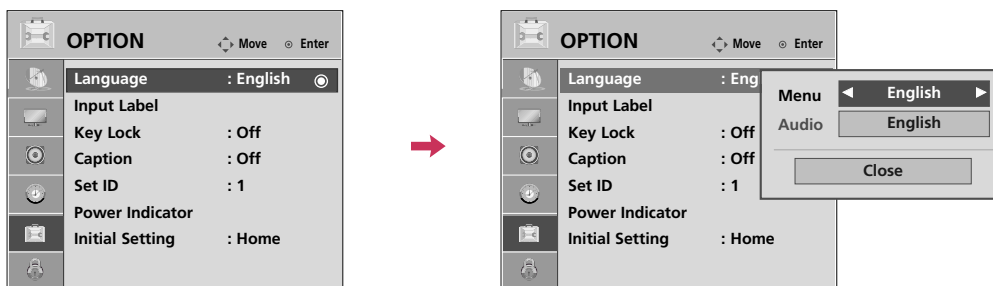 OPTION Move Enter
Language : English
Input Label
Key Lock : Off
Caption : Off
Set ID : 1
Power Indicator
Initial Setting : Home
OPTION Move Enter
Language : Eng
Input Label
Key Lock : Off
Caption : Off
Set ID : 1
Power Indicator
Initial Setting : Home
Menu English
Audio English
Close